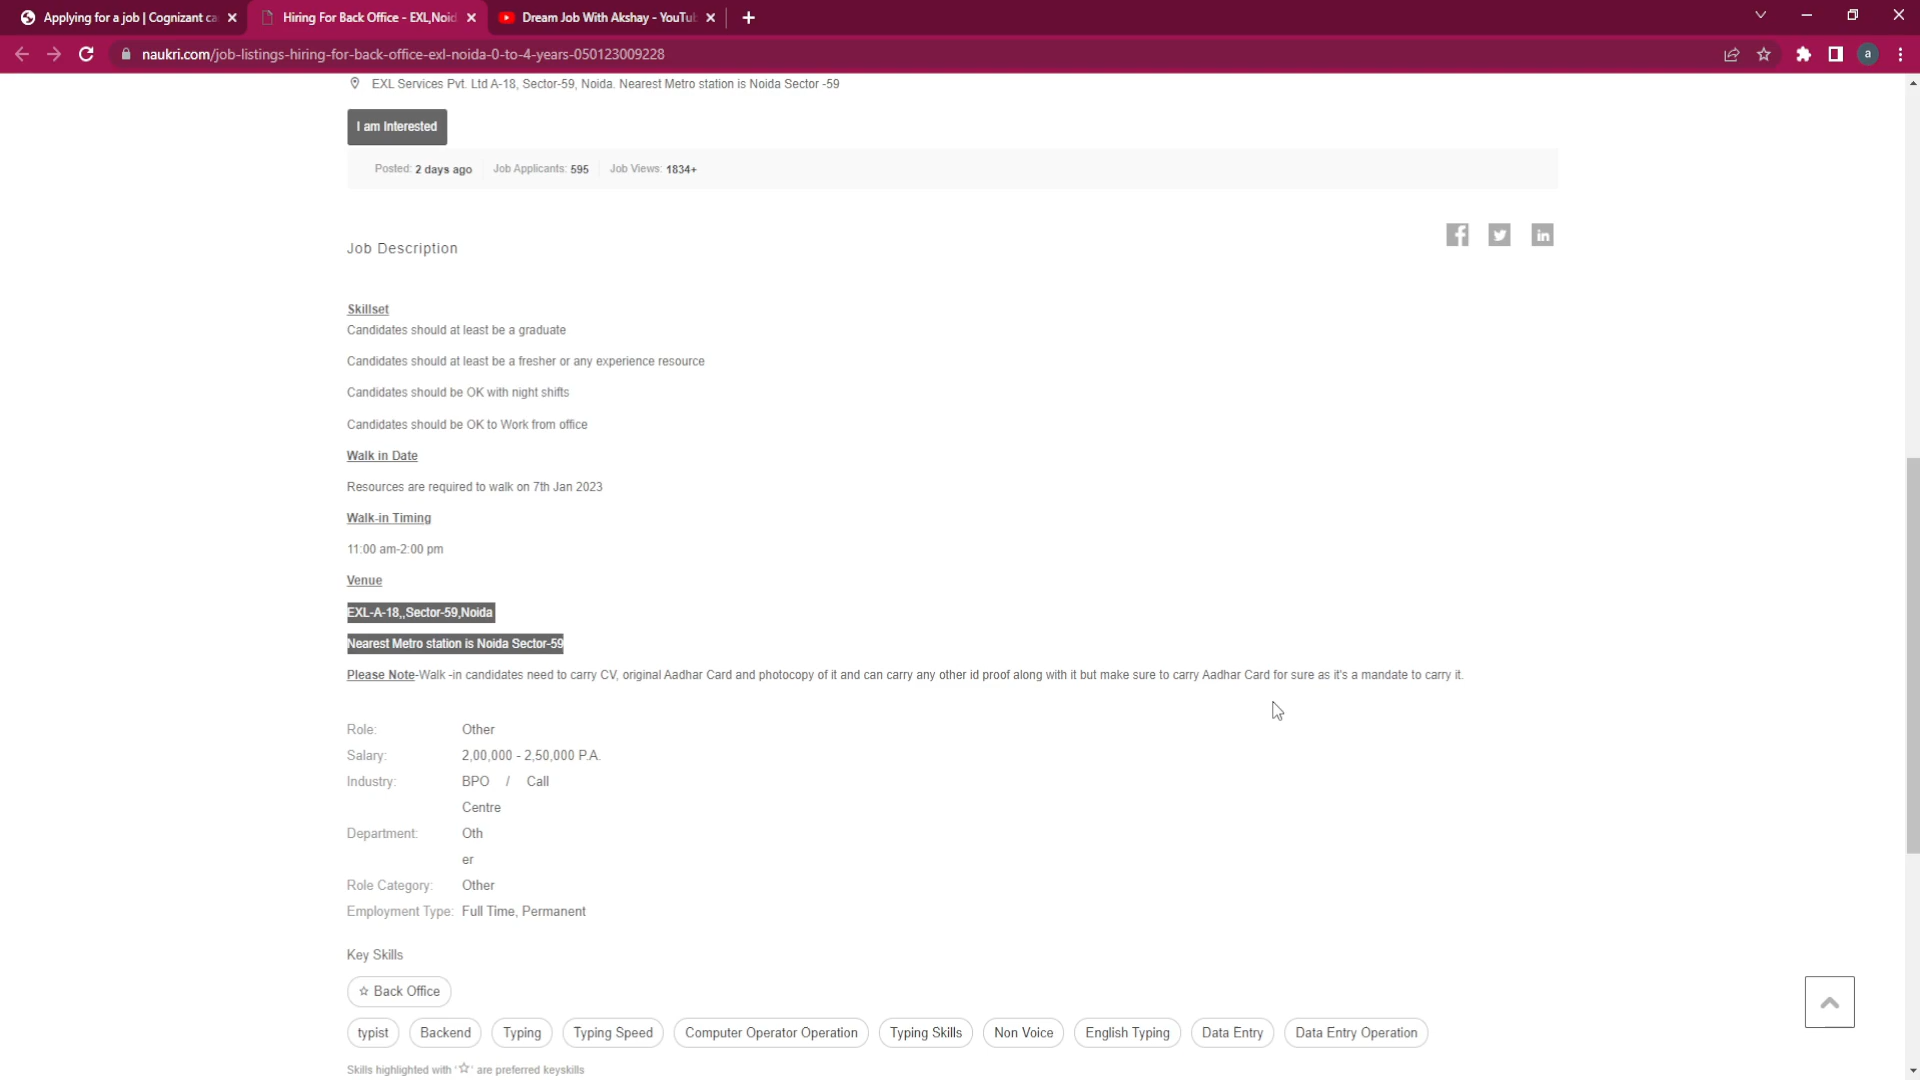 Applying for a job | Cognizant ca
Hiring For Back Office - EXL,Noid
Dream Job With Akshay - YouTu
naukri.com/job-listings-hiring-for-back-office-exl-noida-0-to-4-years-050123009228
a
EXL Services Pvt. Ltd A-18, Sector-59, Noida. Nearest Metro station is Noida Sector -59
I am Interested
Posted: 2 days ago Job Applicants: 595 Job Views: 1834+
Job Description
Skillset
Candidates should at least be a graduate
Candidates should at least be a fresher or any experience resource
Candidates should be OK with night shifts
Candidates should be OK to Work from office
Walk in Date
Resources are required to walk on 7th Jan 2023
Walk-in Timing
11:00 am-2:00 pm
Venue
EXL-A-18,,Sector-59,Noida
Nearest Metro station is Noida Sector-59
Please Note-Walk -in candidates need to carry CV, original Aadhar Card and photocopy of it and can carry any other id proof along with it but make sure to carry Aadhar Card for sure as it's a mandate to carry it.
Role: Other
Salary: 2,00,000 - 2,50,000 P.A.
Industry: BPO / Call
Centre
Department: Oth
er
Role Category: Other
Employment Type: Full Time, Permanent
Key Skills
☆ Back Office
typist Backend Typing Typing Speed Computer Operator Operation Typing Skills Non Voice English Typing Data Entry Data Entry Operation
Skills highlighted with '☆' are preferred keyskills